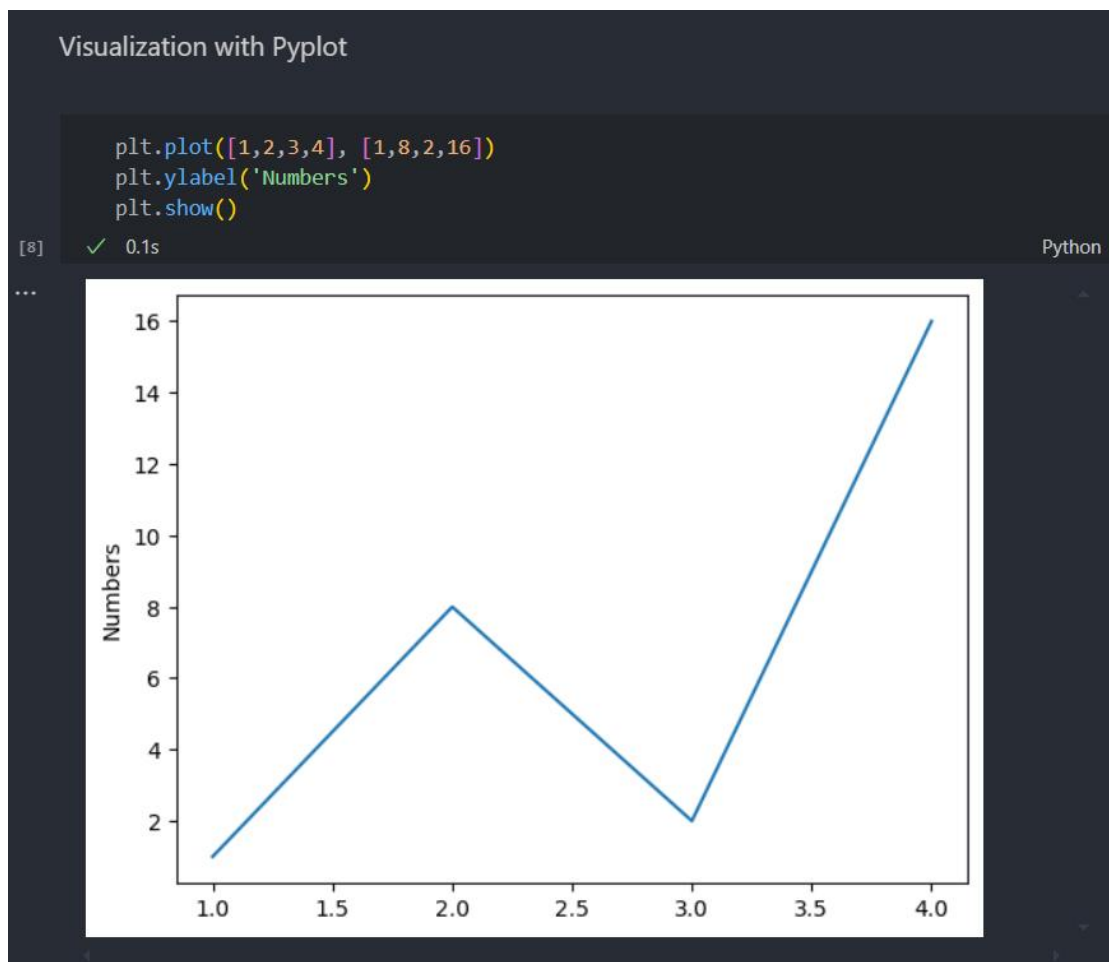 Visualization with Pyplot
plt.plot([1,2,3,4], [1,8,2,16])
plt.ylabel('Numbers')
plt.show()
[8] ✓ 0.1s Python
...
16
14
12
10
8
6
4
2
Numbers
1.0 1.5 2.0 2.5 3.0 3.5 4.0